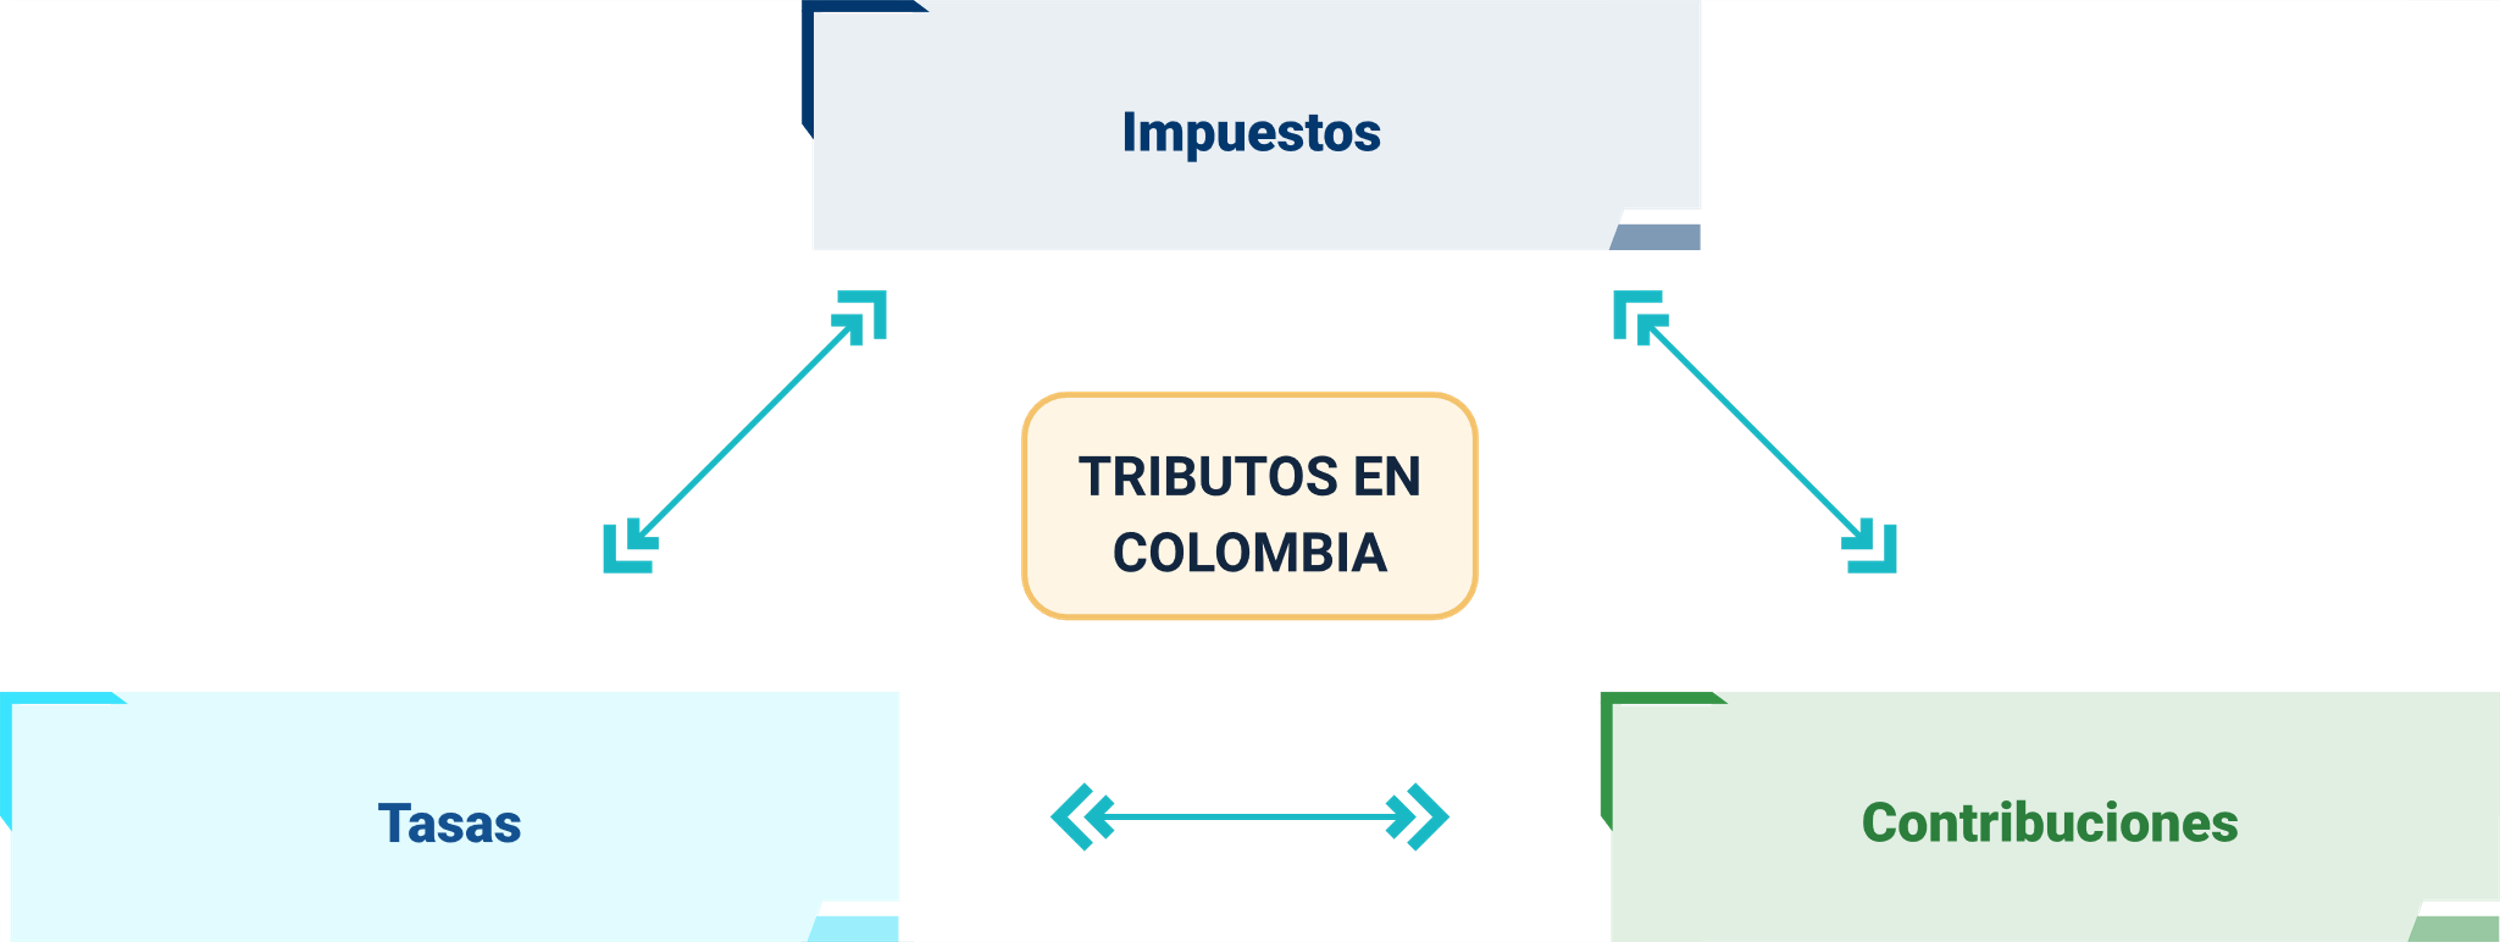 Impuestos
TRIBUTOS EN
COLOMBIA
Tasas
Contribuciones